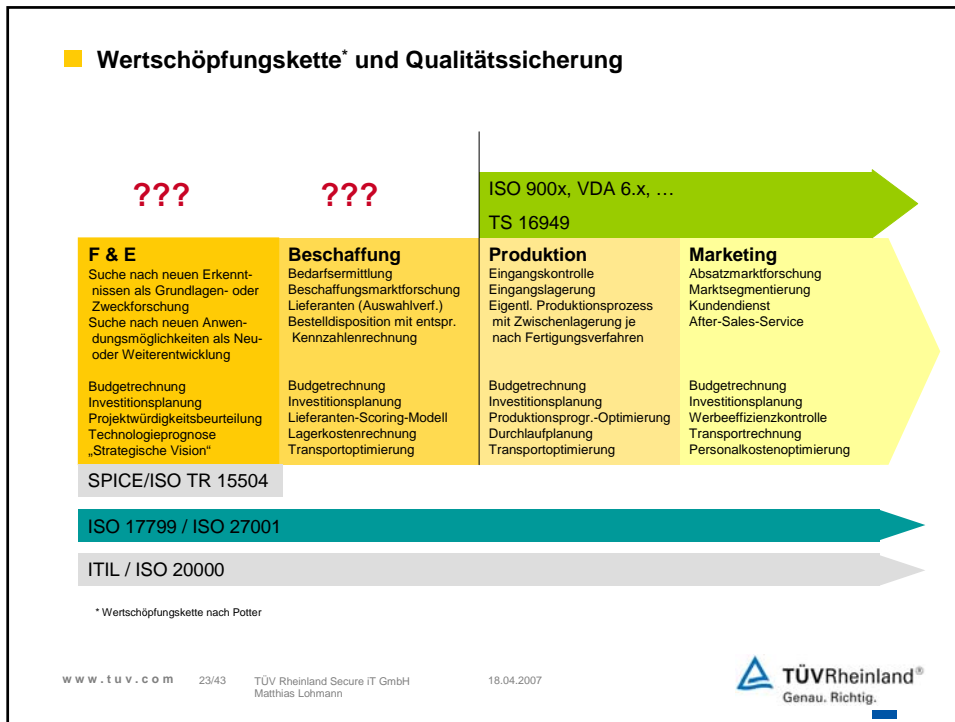 Wertschöpfungskette* und Qualitätssicherung
???
???
ISO 900x, VDA 6.x, …
TS 16949
F & E
Suche nach neuen Erkennt-
nissen als Grundlagen- oder
Zweckforschung
Suche nach neuen Anwen-
dungsmöglichkeiten als Neu-
oder Weiterentwicklung
Budgetrechnung
Investitionsplanung
Projektwürdigkeitsbeurteilung
Technologieprognose
„Strategische Vision“
Beschaffung
Bedarfsermittlung
Beschaffungsmarktforschung
Lieferanten (Auswahlverf.)
Bestelldisposition mit entspr.
Kennzahlenrechnung
Budgetrechnung
Investitionsplanung
Lieferanten-Scoring-Modell
Lagerkostenrechnung
Transportoptimierung
Produktion
Eingangskontrolle
Eingangslagerung
Eigentl. Produktionsprozess
mit Zwischenlagerung je
nach Fertigungsverfahren
Budgetrechnung
Investitionsplanung
Produktionsprogr.-Optimierung
Durchlaufplanung
Transportoptimierung
Marketing
Absatzmarktforschung
Marktsegmentierung
Kundendienst
After-Sales-Service
Budgetrechnung
Investitionsplanung
Werbeeffizienzkontrolle
Transportrechnung
Personalkostenoptimierung
SPICE/ISO TR 15504
ISO 17799 / ISO 27001
ITIL / ISO 20000
* Wertschöpfungskette nach Potter
www.tuv.com 23/43 TÜV Rheinland Secure iT GmbH 18.04.2007
Matthias Lohmann
TÜVRheinland®
Genau. Richtig.